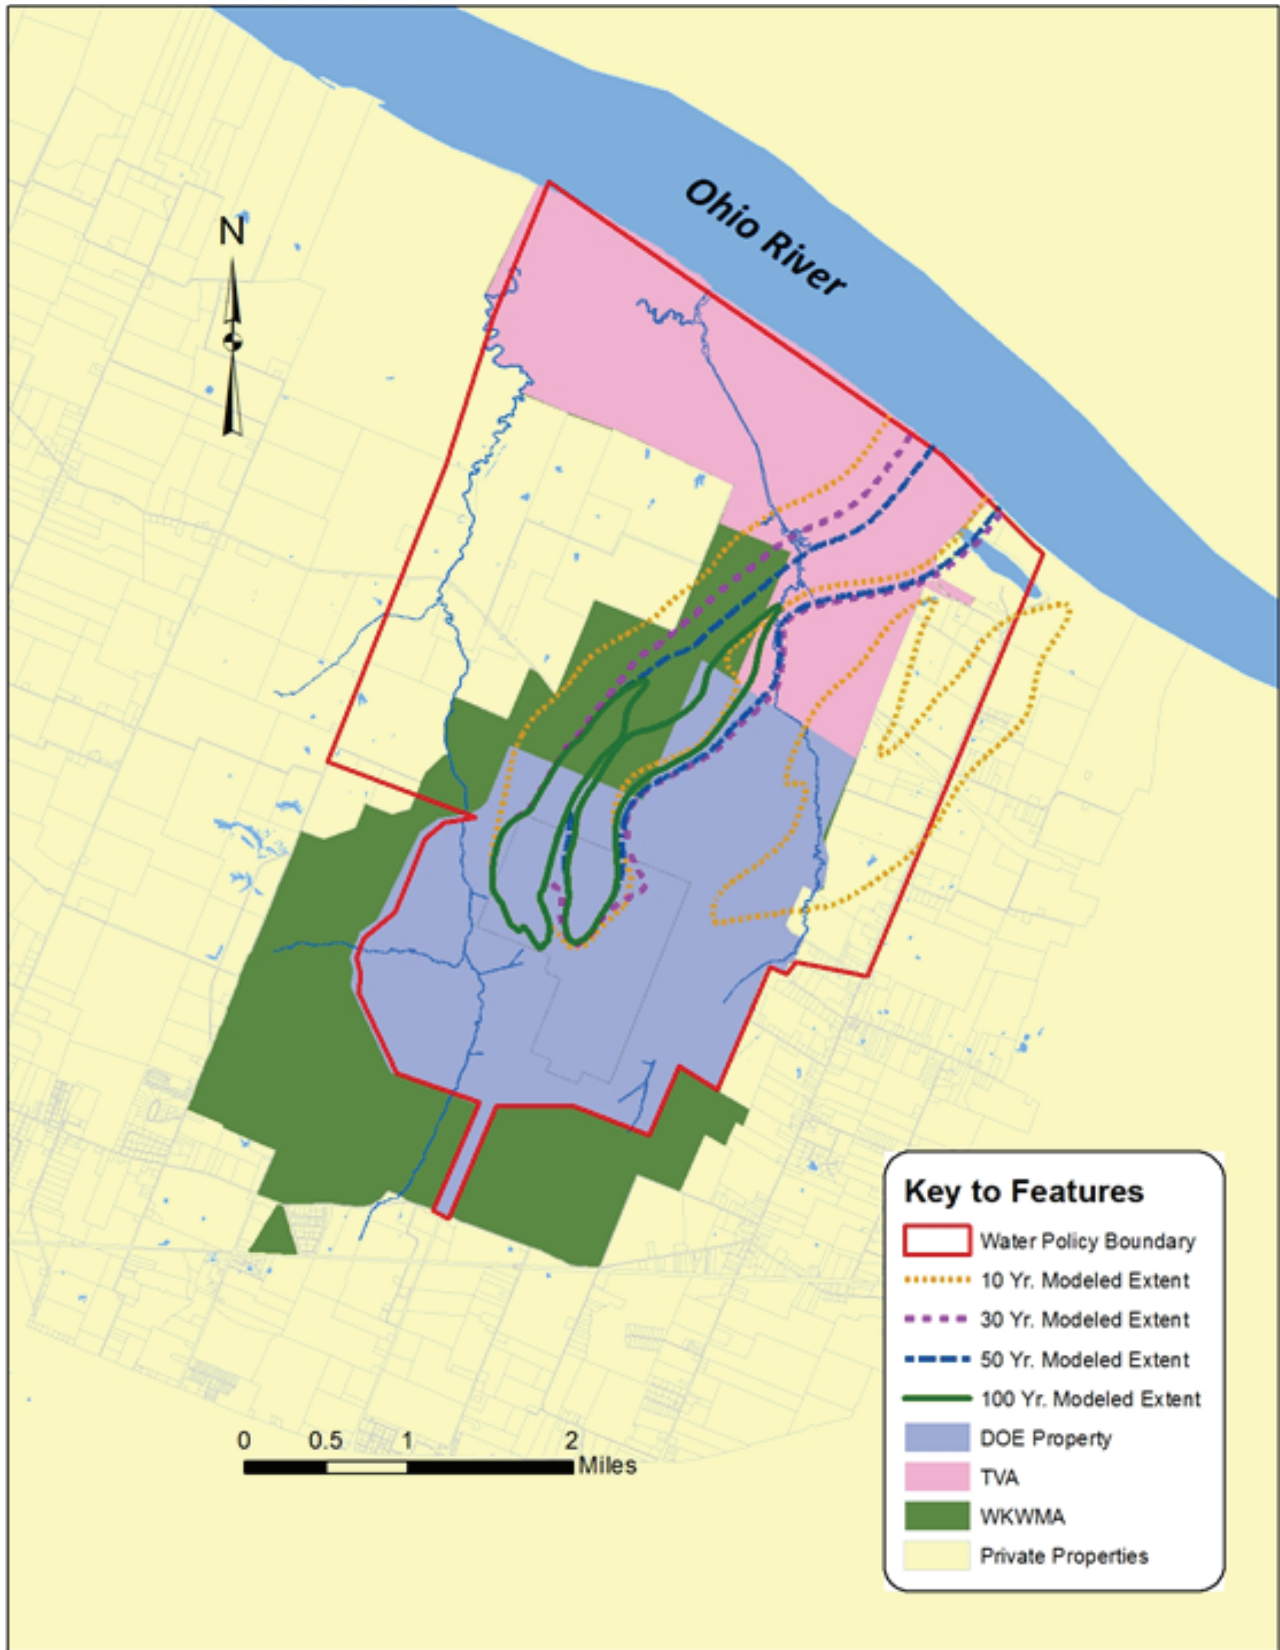 Ohio River
N
Key to Features
Water Policy Boundary
10 Yr. Modeled Extent
30 Yr. Modeled Extent
50 Yr. Modeled Extent
100 Yr. Modeled Extent
DOE Property
TVA
WKWMA
Private Properties
0 0.5 1 2
Miles